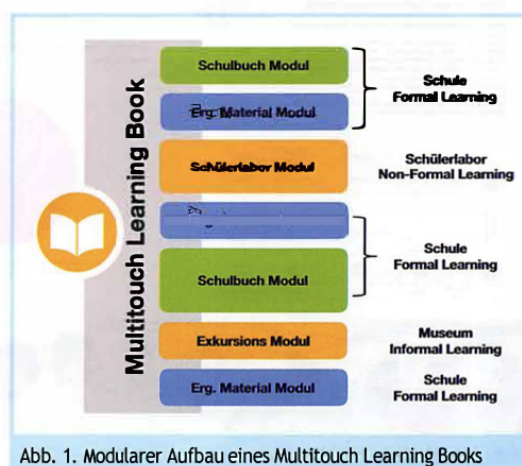 Multitouch Learning Book
Schulbuch Modul
Erg. Material Modul
Schule
Formal Learning
Schülerlabor Modul
Schülerlabor
Non-Formal Learning
Schulbuch Modul
Schule
Formal Learning
Exkursions Modul
Museum
Informal Learning
Erg. Material Modul
Schule
Formal Learning
Abb. 1. Modularer Aufbau eines Multitouch Learning Books